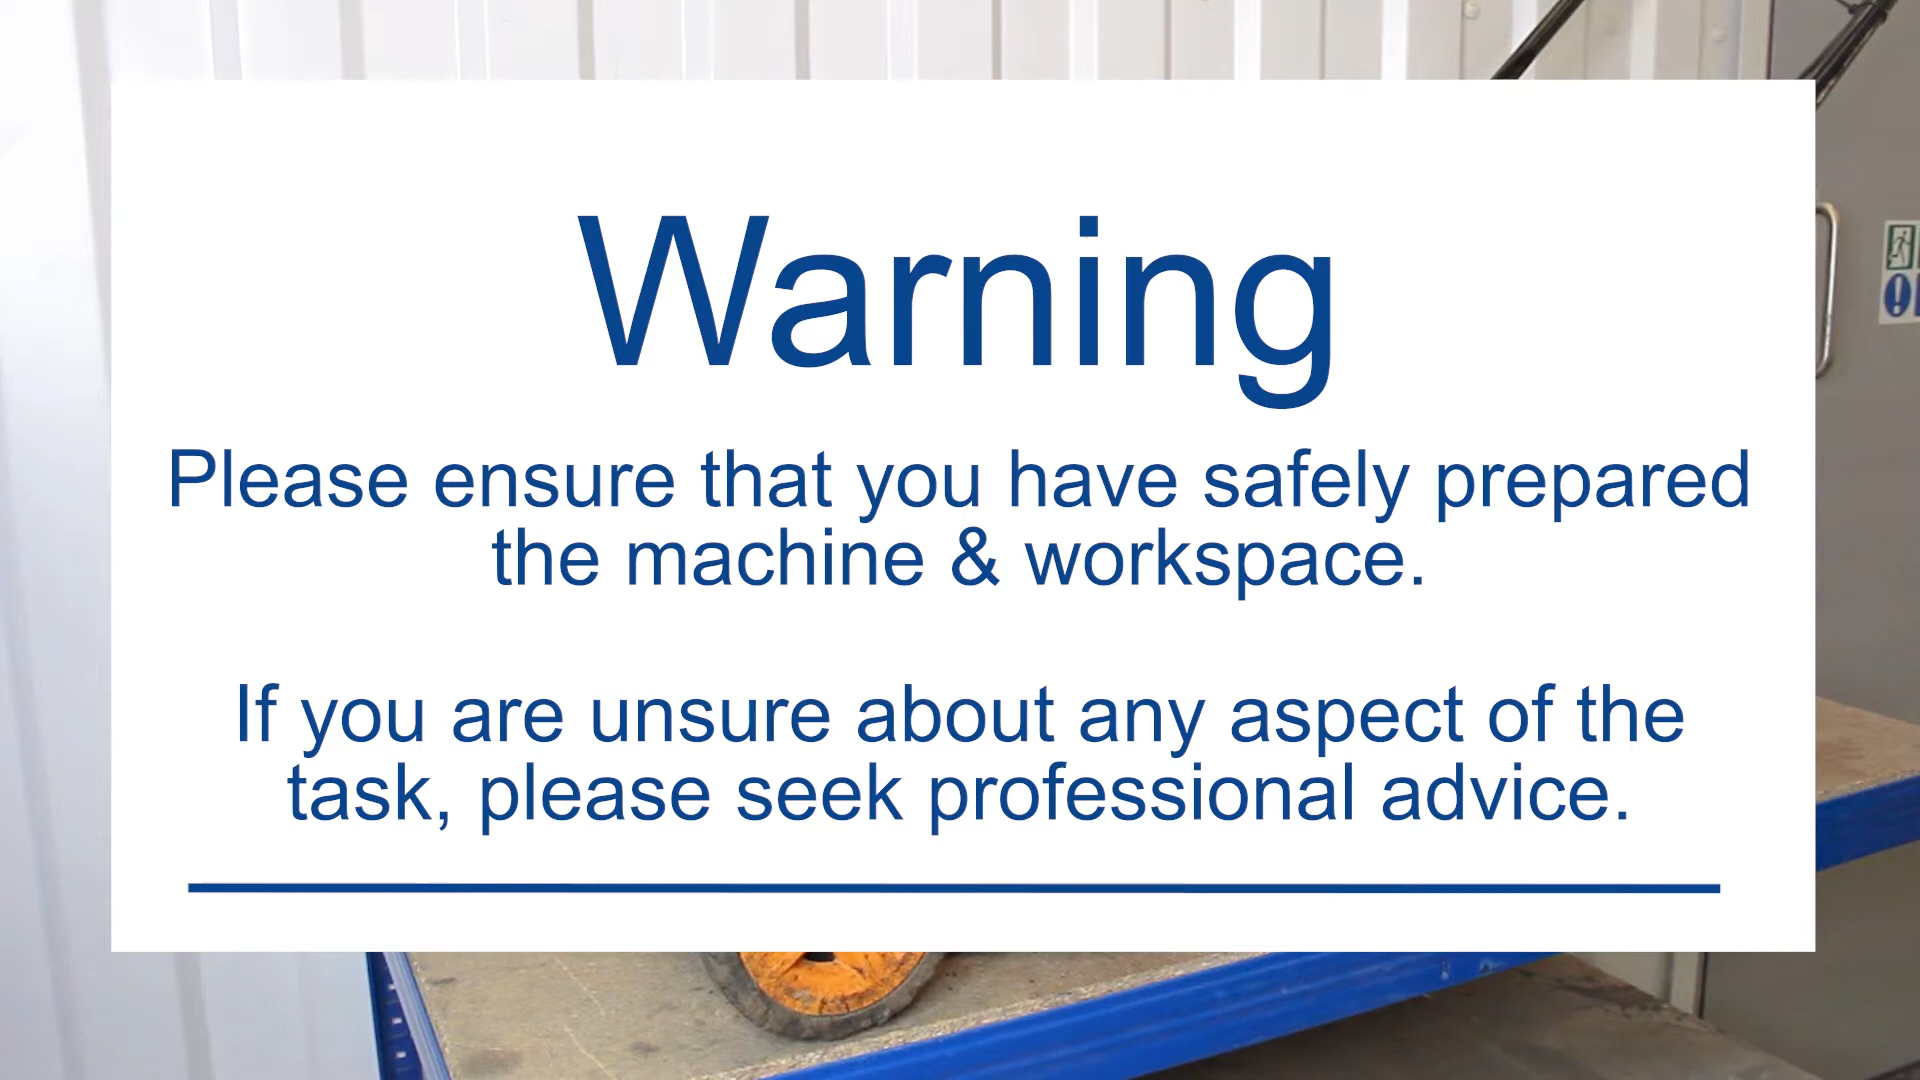 Warning
Please ensure that you have safely prepared
the machine & workspace.
If you are unsure about any aspect of the
task, please seek professional advice.